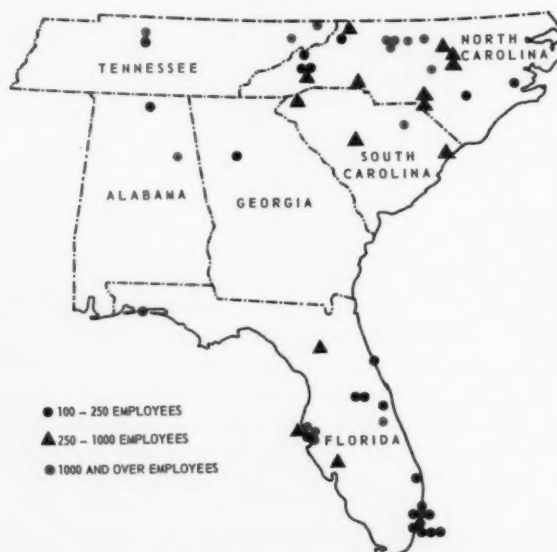 NORTH
CAROLINA
TENNESSEE
SOUTH
CAROLINA
ALABAMA
GEORGIA
100 – 250 EMPLOYEES
250 – 1000 EMPLOYEES
FLORIDA
1000 AND OVER EMPLOYEES